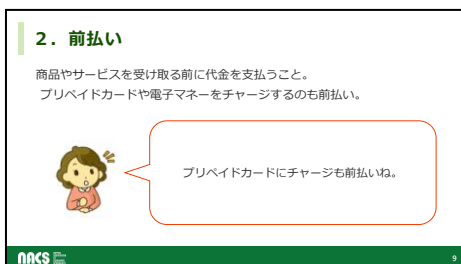 ２．前払い
商品やサービスを受け取る前に代金を支払うこと。
プリペイドカードや電子マネーをチャージするのも前払い。
プリペイドカードにチャージも前払いね。
NACS
9